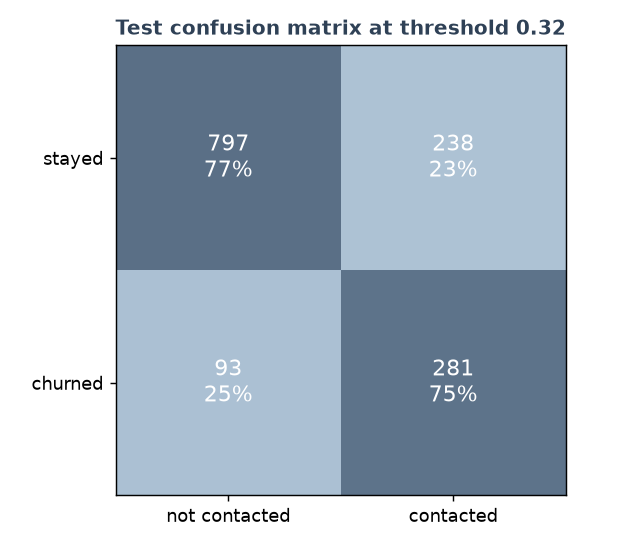 Test confusion matrix at threshold 0.32
stayed
797
77%
238
23%
churned
93
25%
281
75%
not contacted
contacted